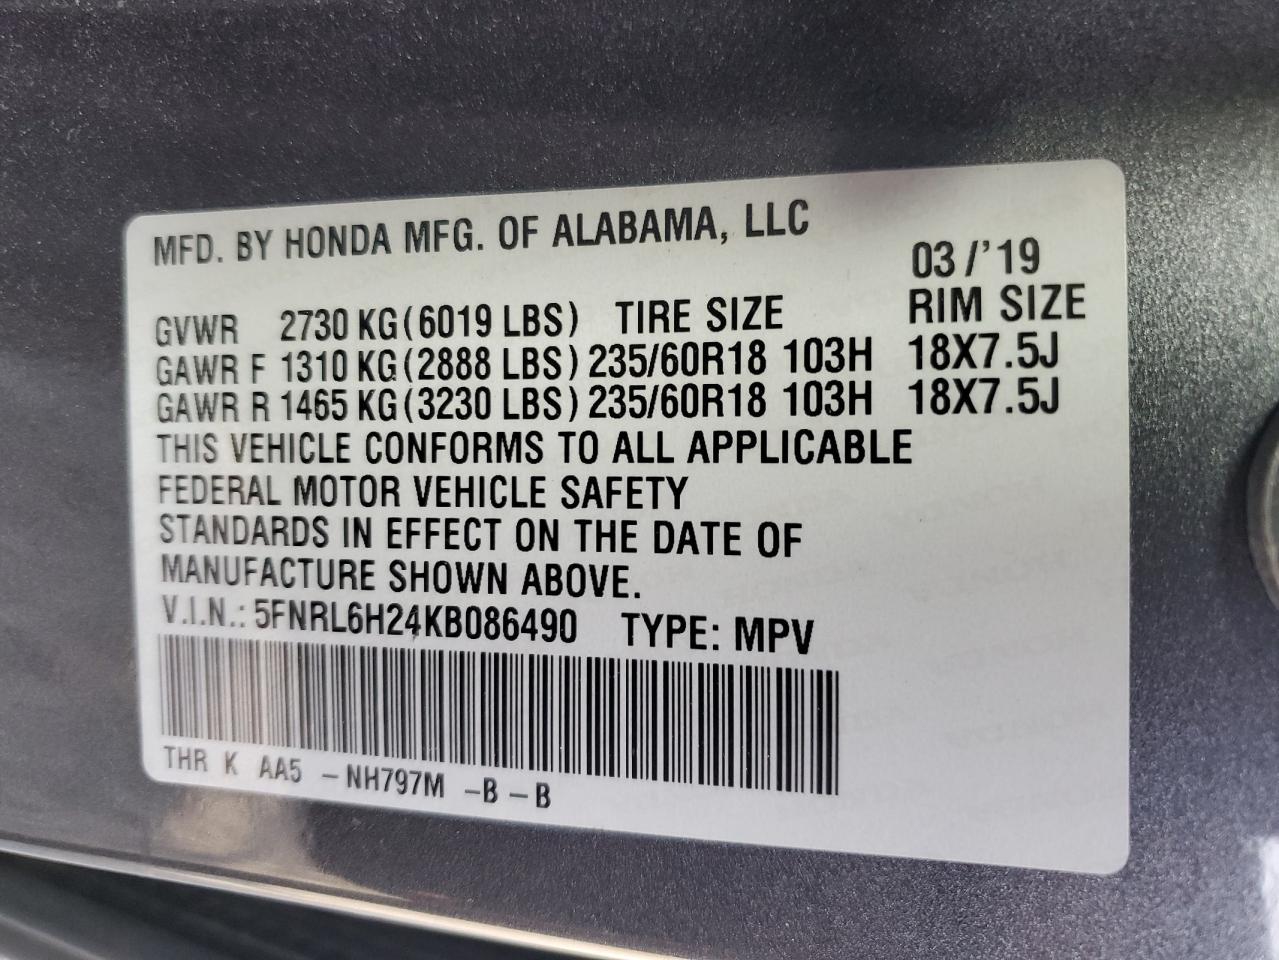 MFD. BY HONDA MFG. OF ALABAMA, LLC
03/'19
GVWR 2730 KG(6019 LBS) TIRE SIZE RIM SIZE
GAWR F 1310 KG(2888 LBS) 235/60R18 103H 18X7.5J
GAWR R 1465 KG(3230 LBS) 235/60R18 103H 18X7.5J
THIS VEHICLE CONFORMS TO ALL APPLICABLE
FEDERAL MOTOR VEHICLE SAFETY
STANDARDS IN EFFECT ON THE DATE OF
MANUFACTURE SHOWN ABOVE.
V.I.N.: 5FNRL6H24KB086490 TYPE: MPV
THR K AA5 -NH797M -B-B